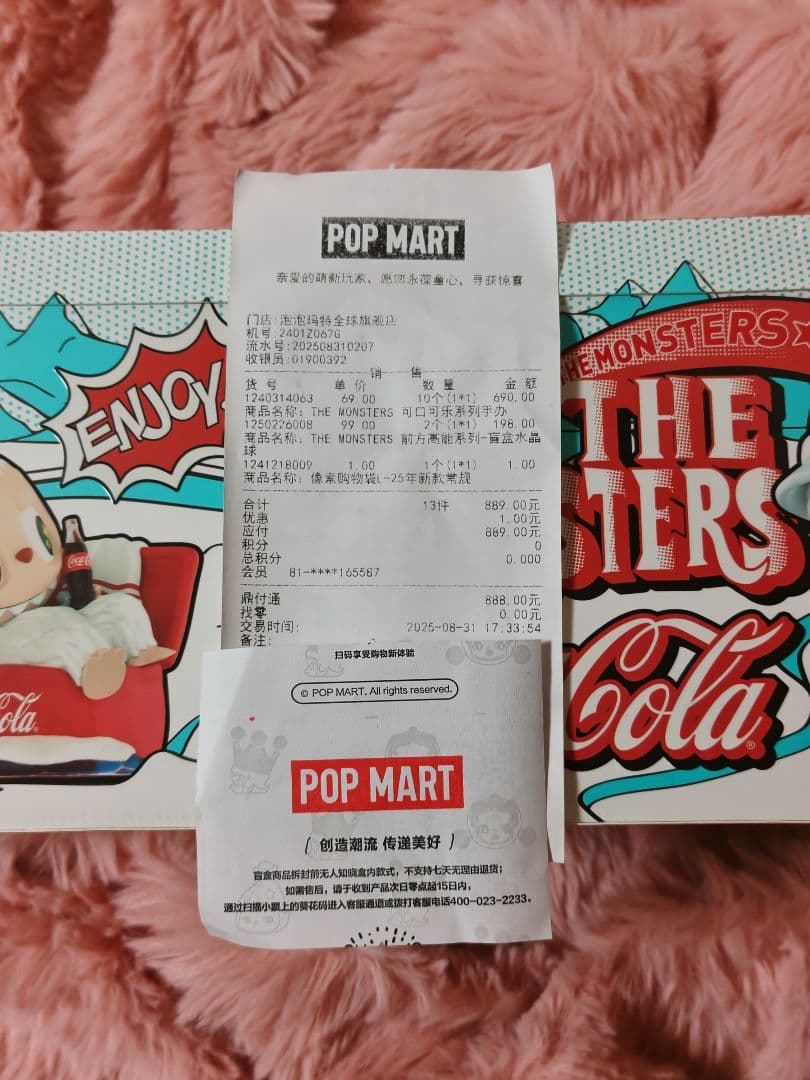 POP MART
亲爱的萌新玩家、愿您永葆童心、寻获惊喜
门店:泡泡玛特全球旗舰店
机号:2401Z0676
流水号:202508310207
收银员:01900392
销 售
货号 单价 数量 金额
1240314063 69.00 10个(1*1) 690.00
商品名称: THE MONSTERS 可口可乐系列手办
1250226008 99.00 2个(1*1) 198.00
商品名称: THE MONSTERS 前方高能系列-盲盒水晶
球
1241218009 1.00 1个(1*1) 1.00
商品名称: 像素购物袋L-25年新款常规
合计 13件 889.00元
优惠 1.00元
应付 889.00元
积分 0
总积分 0.000
会员 81-****165587
鼎付通 888.00元
找零 0.00元
交易时间: 2025-08-31 17:33:54
备注:
扫码享受购物新体验
© POP MART. All rights reserved.
POP MART
( 创造潮流 传递美好 )
盲盒商品拆封前无人知晓盒内款式，不支持七天无理由退货;
如需售后，请于收到产品次日零点起15日内，
通过扫描小票上的葵花码进入客服通道或拨打客服电话400-023-2233。
ENJOY
Coca-C
ola
THE MONSTERS
THE
STERS
Cola